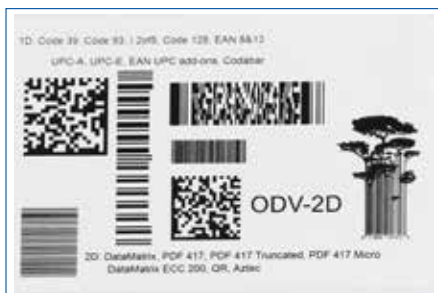 1D: Code 39, Code 93, I 2of5, Code 128, EAN 8&13
UPC-A, UPC-E, EAN UPC add-ons, Codabar
ODV-2D
2D: DataMatrix, PDF 417, PDF 417 Truncated, PDF 417 Micro
DataMatrix ECC 200, QR, Aztec